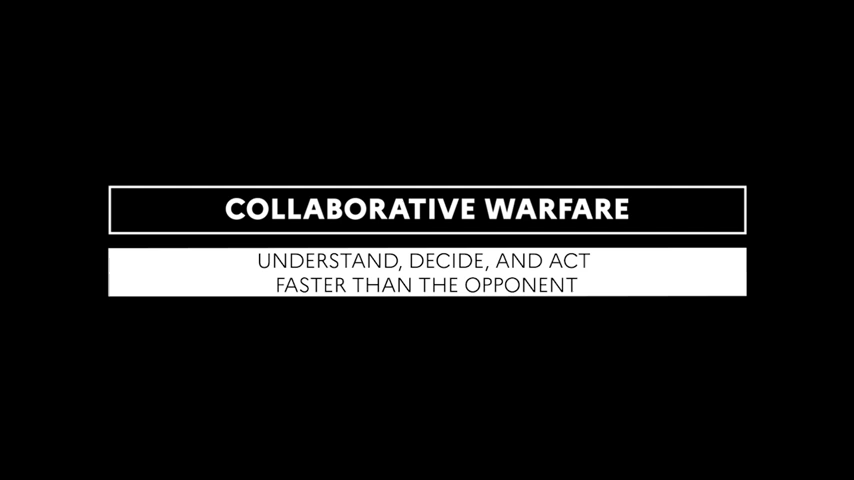 COLLABORATIVE WARFARE
UNDERSTAND, DECIDE, AND ACT
FASTER THAN THE OPPONENT